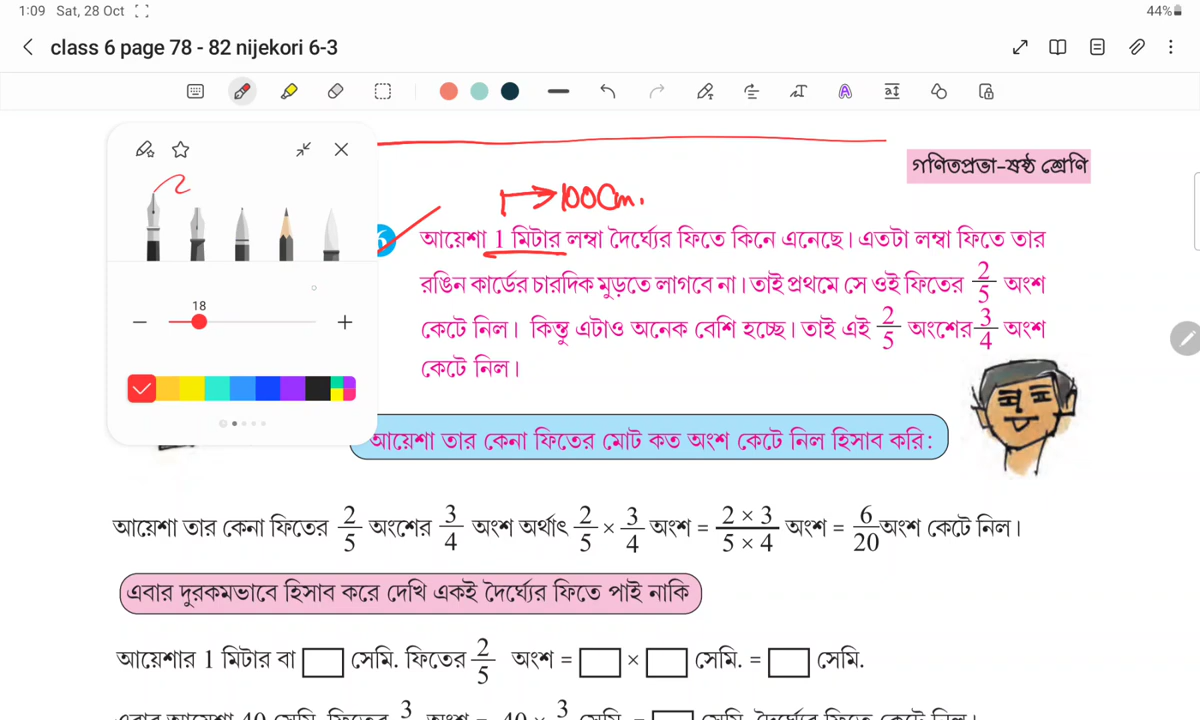 1:09 Sat, 28 Oct
44%
class 6 page 78 - 82 nijekori 6-3
গণিতপ্রভা-ষষ্ঠ শ্রেণি
100 Cm.
6 আয়েশা 1 মিটার লম্বা দৈর্ঘ্যের ফিতে কিনে এনেছে। এতটা লম্বা ফিতে তার
রঙিন কার্ডের চারদিক মুড়তে লাগবে না। তাই প্রথমে সে ওই ফিতের 2/5 অংশ
কেটে নিল। কিন্তু এটাও অনেক বেশি হচ্ছে। তাই এই 2/5 অংশের 3/4 অংশ
কেটে নিল।
18
আয়েশা তার কেনা ফিতের মোট কত অংশ কেটে নিল হিসাব করি:
আয়েশা তার কেনা ফিতের 2/5 অংশের 3/4 অংশ অর্থাৎ 2/5 × 3/4 অংশ = 2 × 3/5 × 4 অংশ = 6/20 অংশ কেটে নিল।
এবার দুরকমভাবে হিসাব করে দেখি একই দৈর্ঘ্যের ফিতে পাই নাকি
আয়েশার 1 মিটার বা □ সেমি. ফিতের 2/5 অংশ = □ × □ সেমি. = □ সেমি.